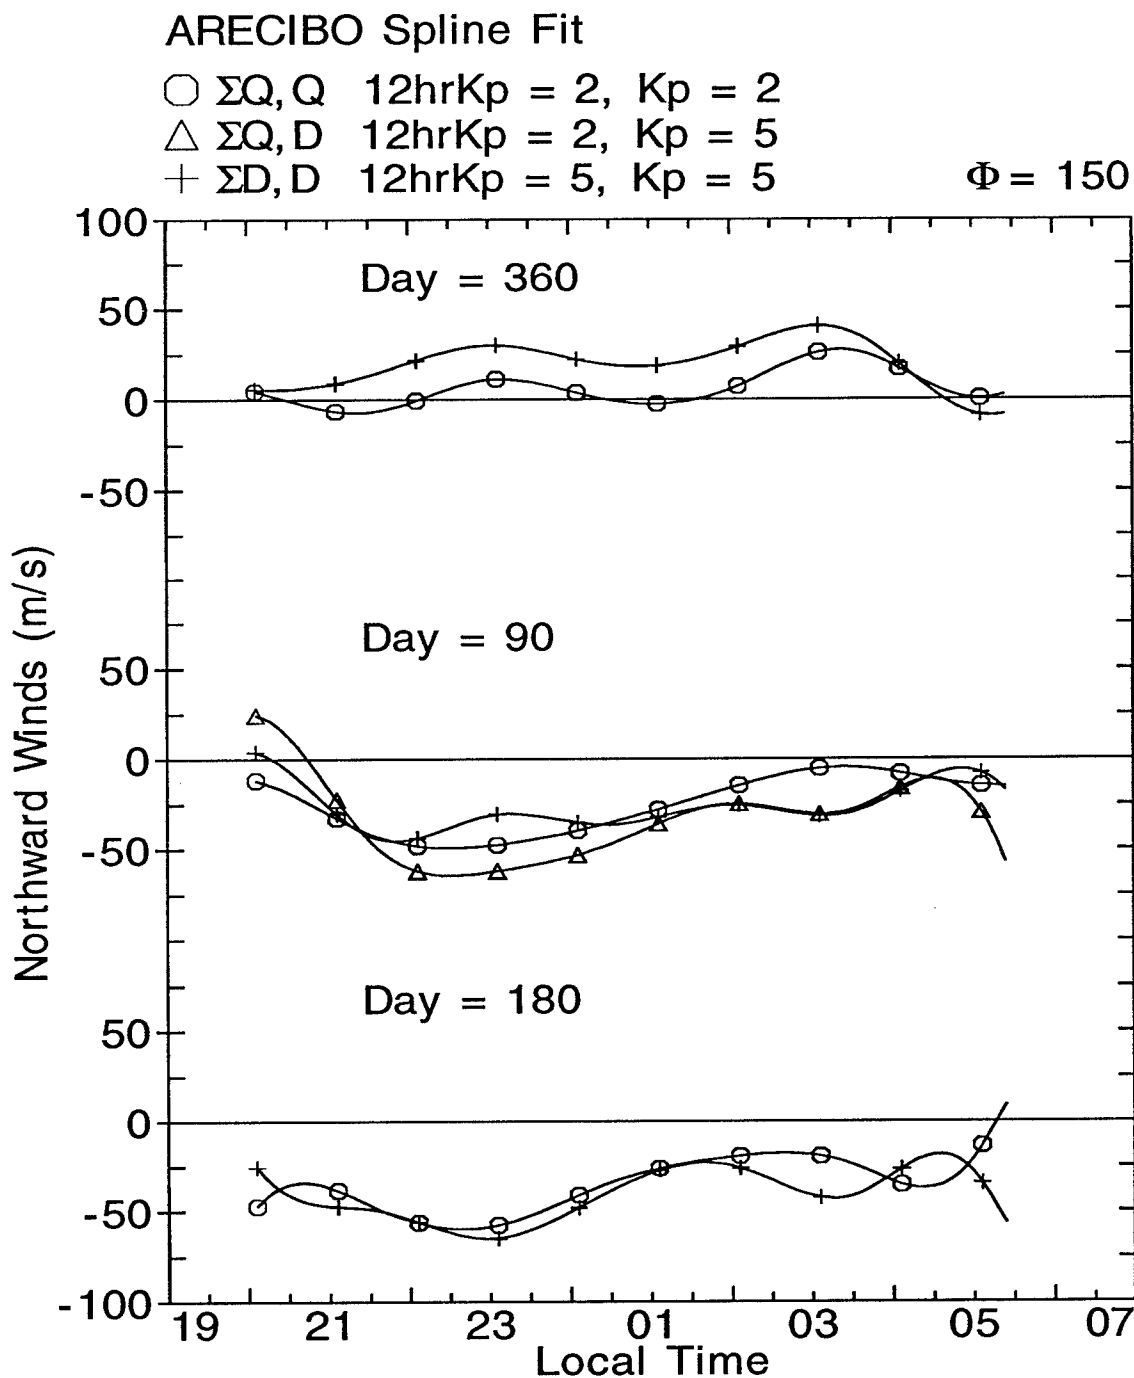 ARECIBO Spline Fit
ΣQ, Q 12hrKp = 2, Kp = 2
ΣQ, D 12hrKp = 2, Kp = 5
ΣD, D 12hrKp = 5, Kp = 5
Φ = 150
100
Day = 360
50
0
-50
Day = 90
50
0
-50
Day = 180
50
0
-50
-100
19 21 23 01 03 05 07
Local Time
Northward Winds (m/s)